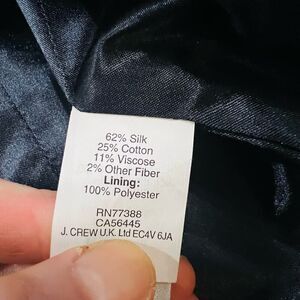 62% Silk
25% Cotton
11% Viscose
2% Other Fiber
Lining:
100% Polyester
RN77388
CA56445
J. CREW U.K. Ltd EC4V 6JA